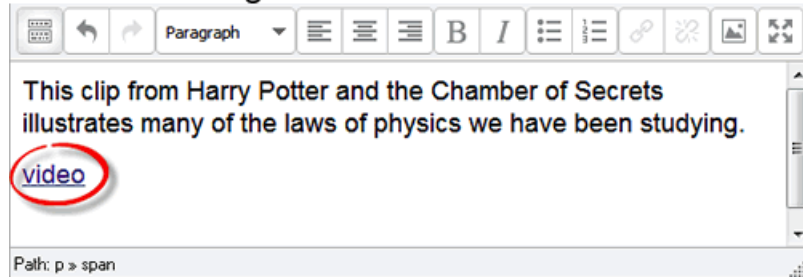 Paragraph
B I
This clip from Harry Potter and the Chamber of Secrets
illustrates many of the laws of physics we have been studying.
video
Path: p » span